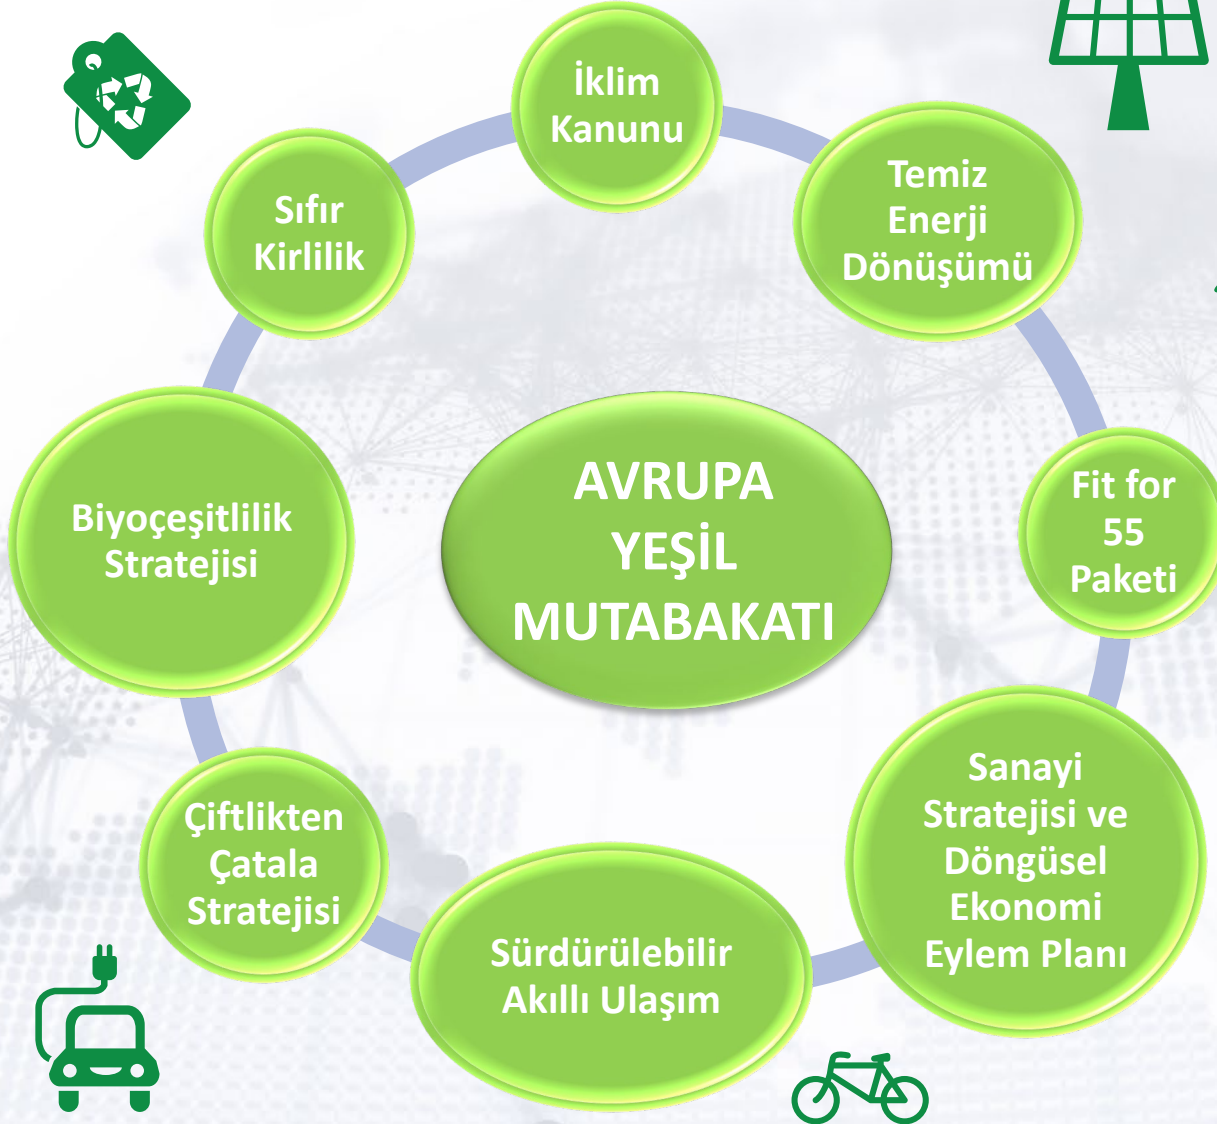 İklim
Kanunu
Temiz
Enerji
Dönüşümü
Fit for
55
Paketi
Sanayi
Stratejisi ve
Döngüsel
Ekonomi
Eylem Planı
Sürdürülebilir
Akıllı Ulaşım
Çiftlikten
Çatala
Stratejisi
Biyoçeşitlilik
Stratejisi
Sıfır
Kirlilik
AVRUPA
YEŞİL
MUTABAKATI